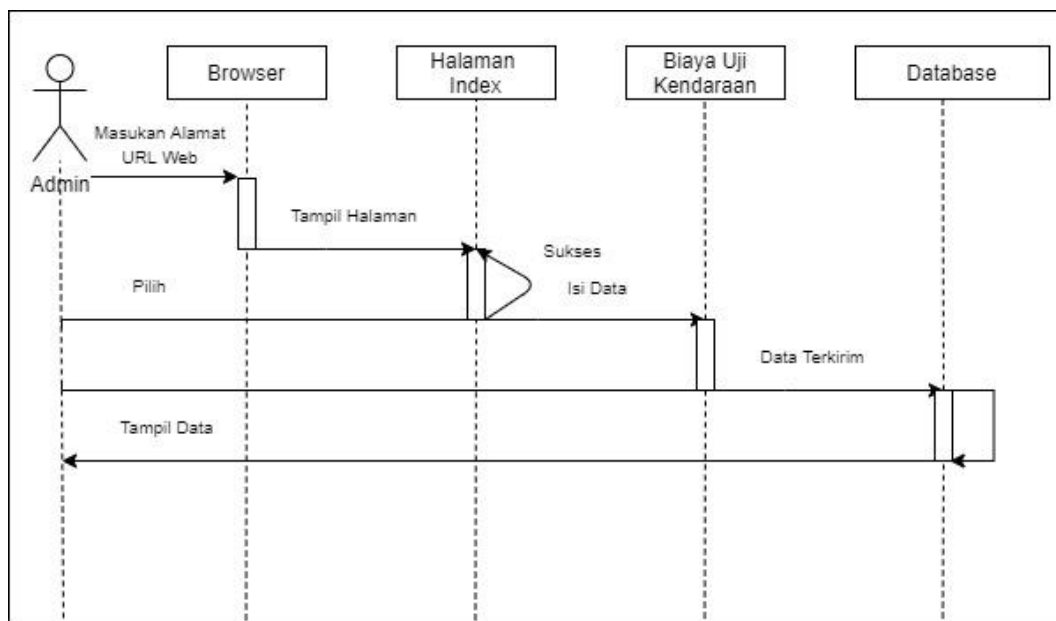 Browser
Halaman
Index
Biaya Uji
Kendaraan
Database
Masukan Alamat
URL Web
Admin
Tampil Halaman
Sukses
Pilih
Isi Data
Data Terkirim
Tampil Data